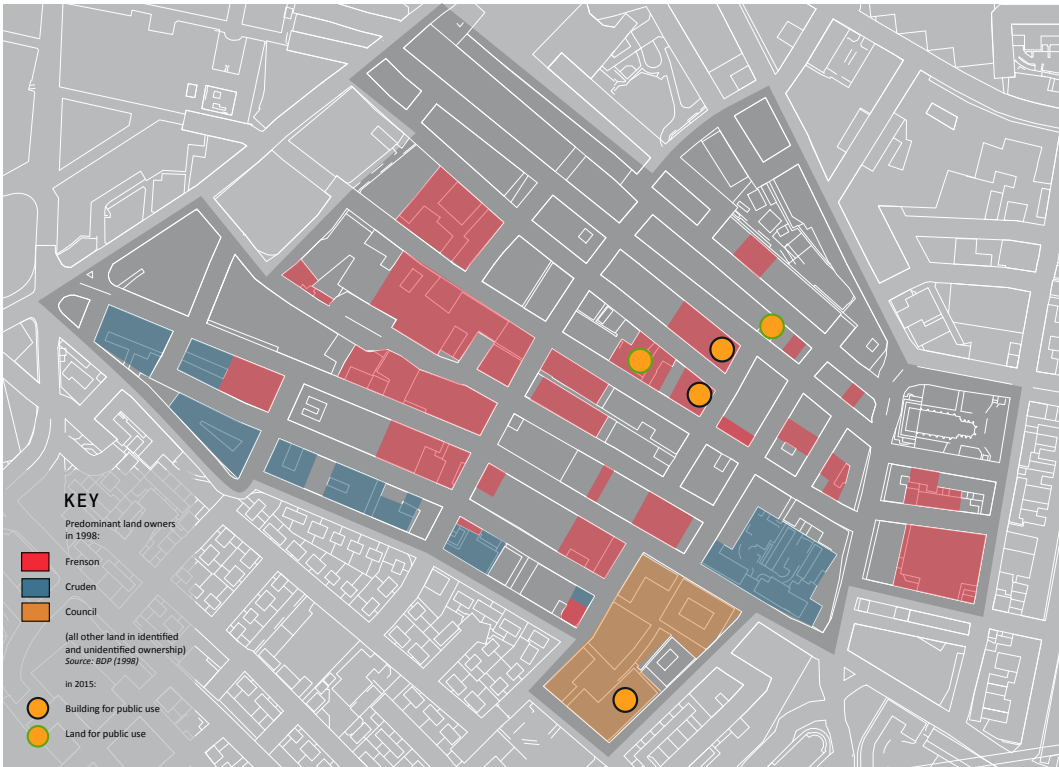 KEY
Predominant land owners
in 1998:
Frenson
Cruden
Council
(all other land in identified
and unidentified ownership)
Source: BDP (1998)
in 2015:
Building for public use
Land for public use